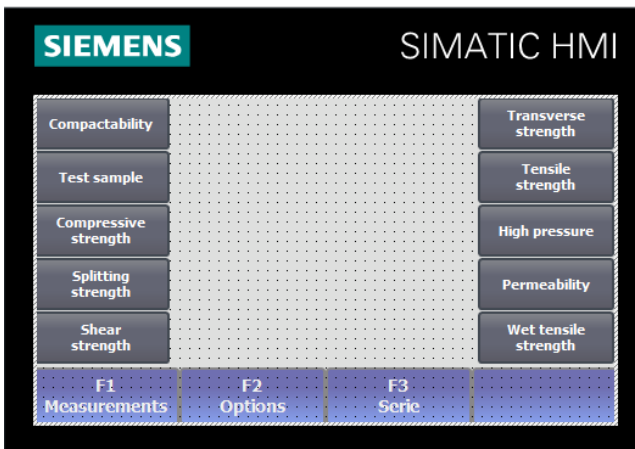 SIEMENS
SIMATIC HMI
Compactability
Test sample
Compressive
strength
Splitting
strength
Shear
strength
Transverse
strength
Tensile
strength
High pressure
Permeability
Wet tensile
strength
F1
Measurements
F2
Options
F3
Serie